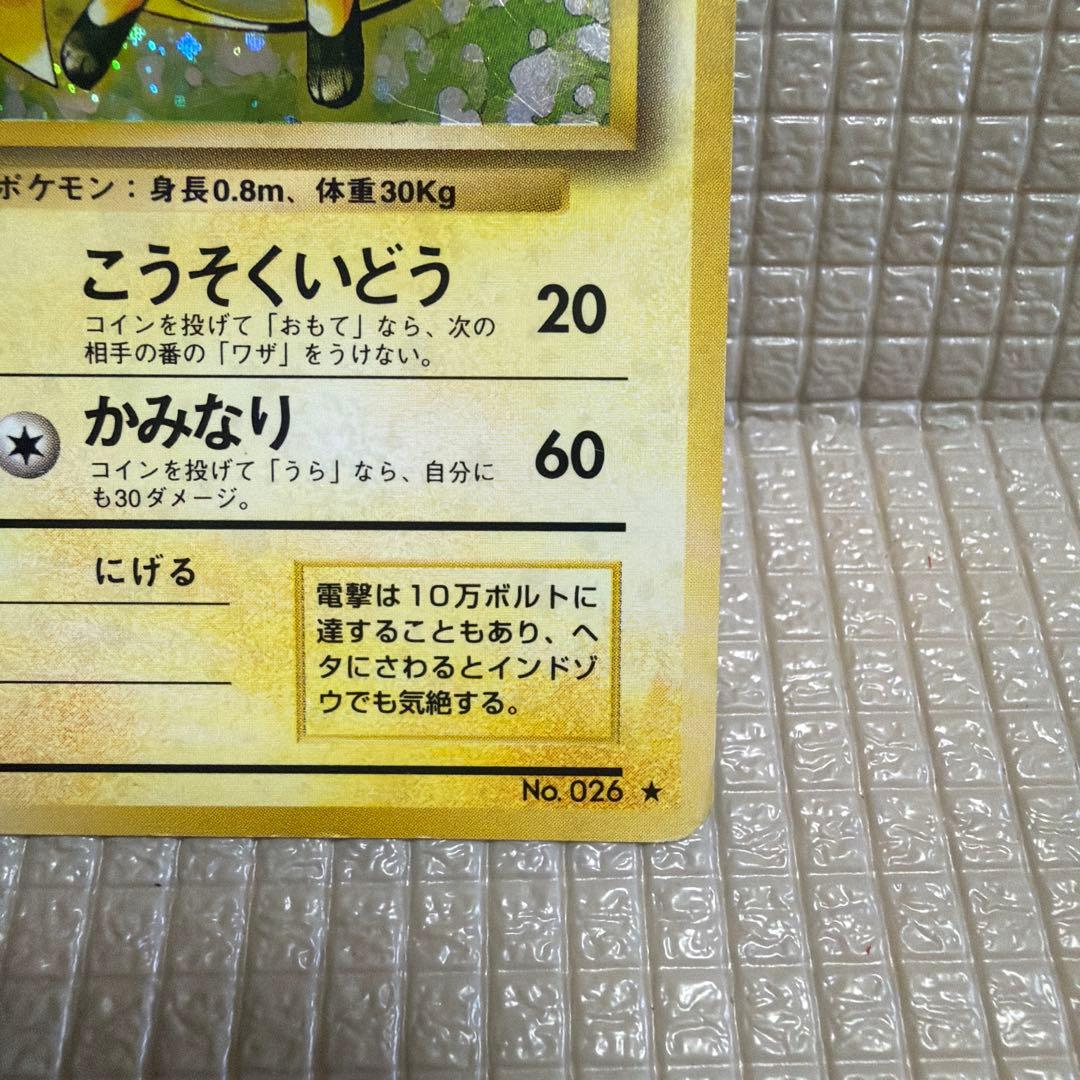 ポケモン：身長0.8m、体重30Kg
こうそくいどう 20
コインを投げて「おもて」なら、次の
相手の番の「ワザ」をうけない。
かみなり 60
コインを投げて「うら」なら、自分に
も30ダメージ。
にげる
電撃は10万ボルトに
達することもあり、ヘ
タにさわるとインドゾ
ウでも気絶する。
No. 026 ★